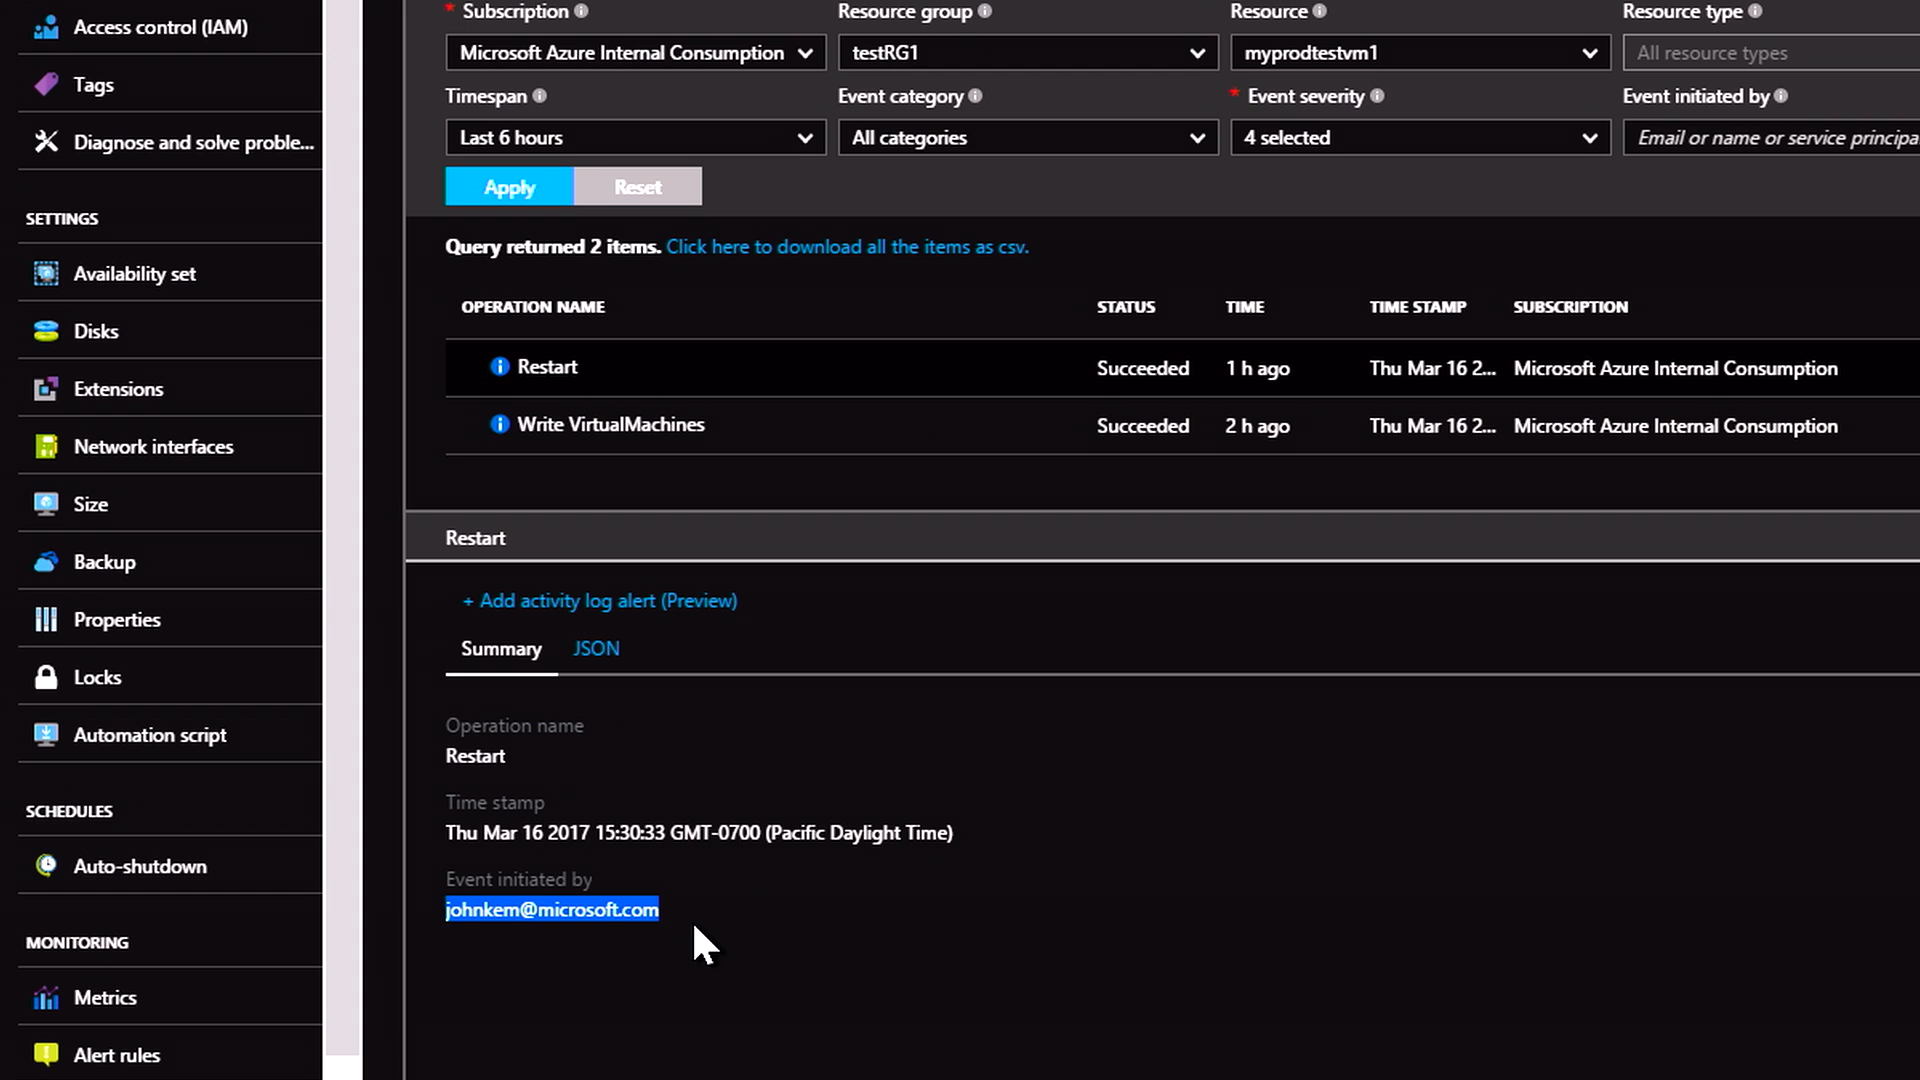 Access control (IAM)
Tags
Diagnose and solve proble...
SETTINGS
Availability set
Disks
Extensions
Network interfaces
Size
Backup
Properties
Locks
Automation script
SCHEDULES
Auto-shutdown
MONITORING
Metrics
Alert rules
* Subscription
Resource group
Resource
Resource type
Microsoft Azure Internal Consumption
testRG1
myprodtestvm1
All resource types
Timespan
Event category
* Event severity
Event initiated by
Last 6 hours
All categories
4 selected
Email or name or service principa
Apply
Reset
Query returned 2 items. Click here to download all the items as csv.
OPERATION NAME STATUS TIME TIME STAMP SUBSCRIPTION
Restart Succeeded 1 h ago Thu Mar 16 2... Microsoft Azure Internal Consumption
Write VirtualMachines Succeeded 2 h ago Thu Mar 16 2... Microsoft Azure Internal Consumption
Restart
+ Add activity log alert (Preview)
Summary JSON
Operation name
Restart
Time stamp
Thu Mar 16 2017 15:30:33 GMT-0700 (Pacific Daylight Time)
Event initiated by
johnkem@microsoft.com